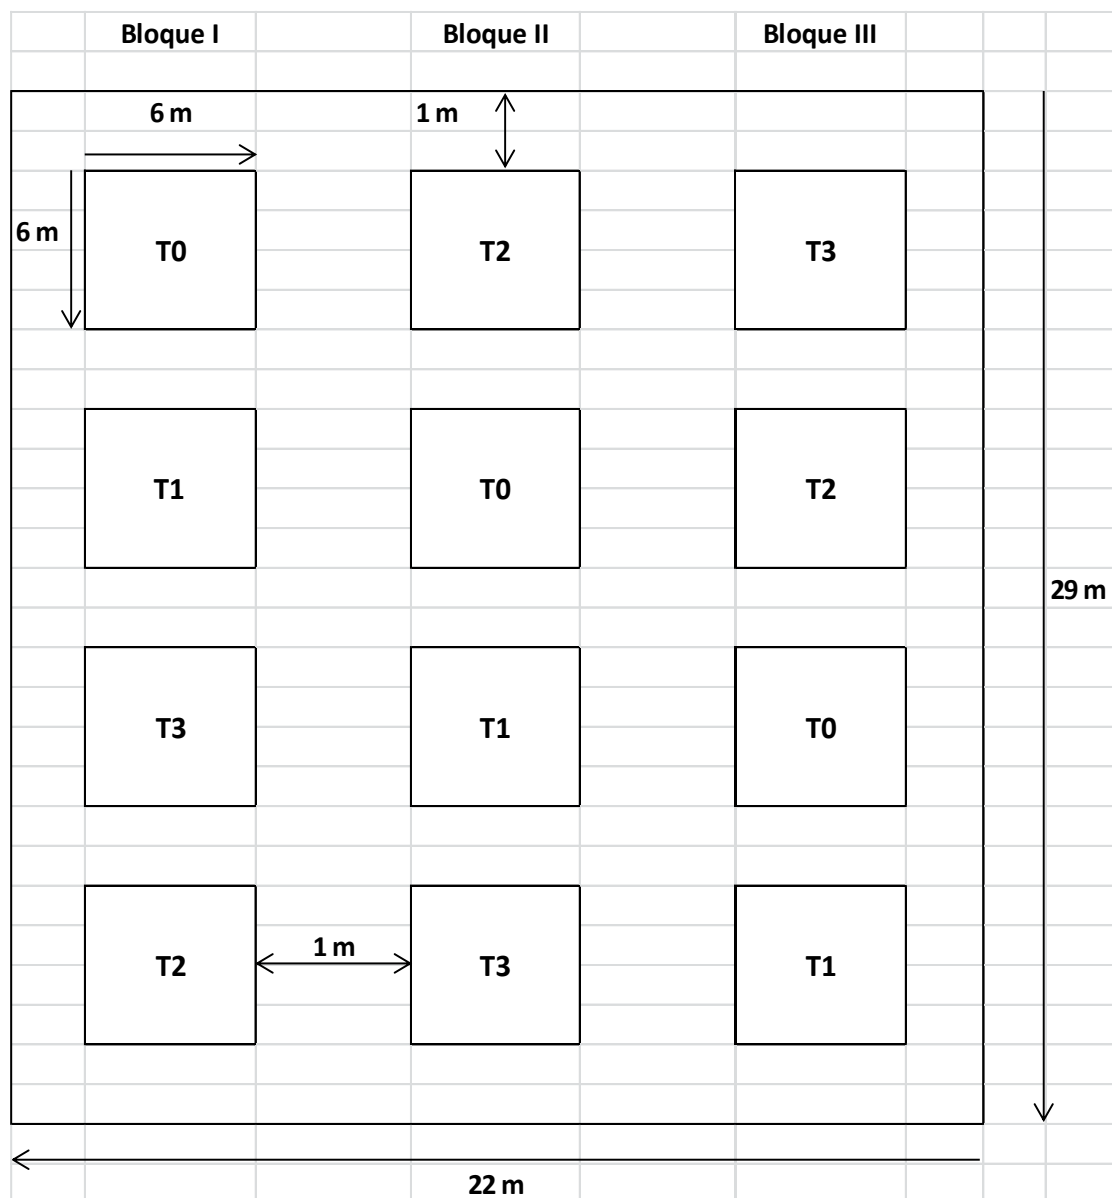 Bloque I Bloque II Bloque III
6 m 1 m
6 m
T0 T2 T3
T1 T0 T2
29 m
T3 T1 T0
1 m
T2 T3 T1
22 m